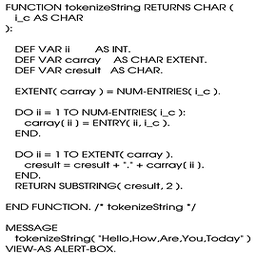 FUNCTION tokenizeString RETURNS CHAR (
i_c AS CHAR
):
DEF VAR ii AS INT.
DEF VAR carray AS CHAR EXTENT.
DEF VAR cresult AS CHAR.
EXTENT( carray ) = NUM-ENTRIES( i_c ).
DO ii = 1 TO NUM-ENTRIES( i_c ):
carray[ ii ] = ENTRY( ii, i_c ).
END.
DO ii = 1 TO EXTENT( carray ).
cresult = cresult + "." + carray[ ii ].
END.
RETURN SUBSTRING( cresult, 2 ).
END FUNCTION. /* tokenizeString */
MESSAGE
tokenizeString( "Hello,How,Are,You,Today" )
VIEW-AS ALERT-BOX.